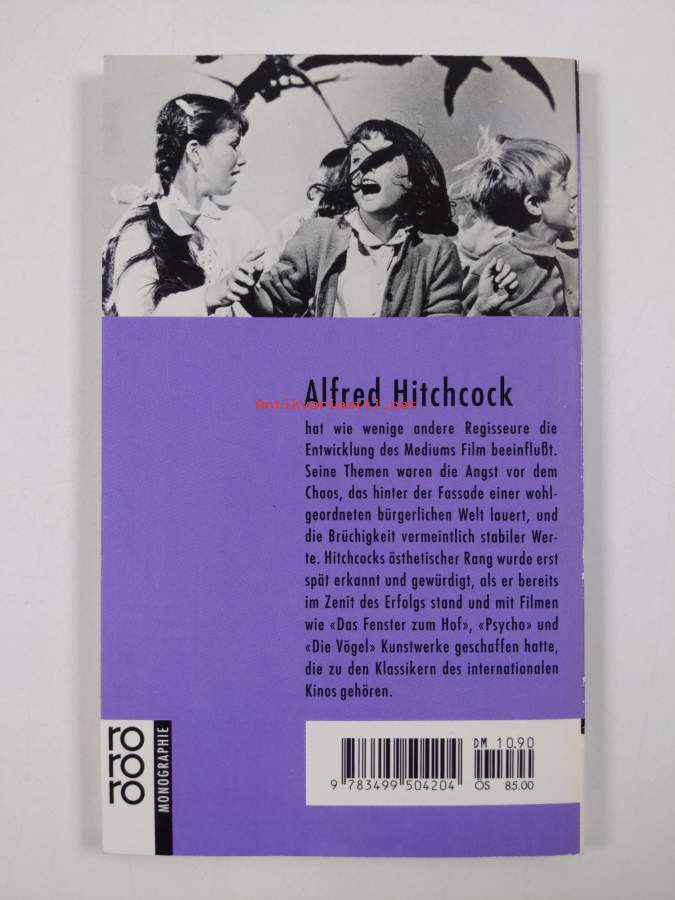 Alfred Hitchcock
Antikvariaatti.net
hat wie wenige andere Regisseure die
Entwicklung des Mediums Film beeinflußt.
Seine Themen waren die Angst vor dem
Chaos, das hinter der Fassade einer wohl-
geordneten bürgerlichen Welt lauert, und
die Brüchigkeit vermeintlich stabiler Wer-
te. Hitchcocks ästhetischer Rang wurde erst
spät erkannt und gewürdigt, als er bereits
im Zenit des Erfolgs stand und mit Filmen
wie «Das Fenster zum Hof», «Psycho» und
«Die Vögel» Kunstwerke geschaffen hatte,
die zu den Klassikern des internationalen
Kinos gehören.
ro
ro
ro
MONOGRAPHIE
DM 10.90
9 783499 504204
ÖS 85.00